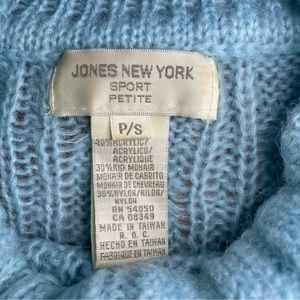 JONES NEW YORK
SPORT
PETITE
P/S
40%ACRYLIC/
ACRYLICO/
ACRYLIQUE
30%KID MOHAIR
MOHAIR DE CABRITO
MOHAIR DE CHEVREAU
30%NYLON/NILON/
NYLON
RN 54050
CA 08349
MADE IN TAIWAN
R. O. C.
HECHO EN TAIWAN
FABRIQUE EN TAIWAN